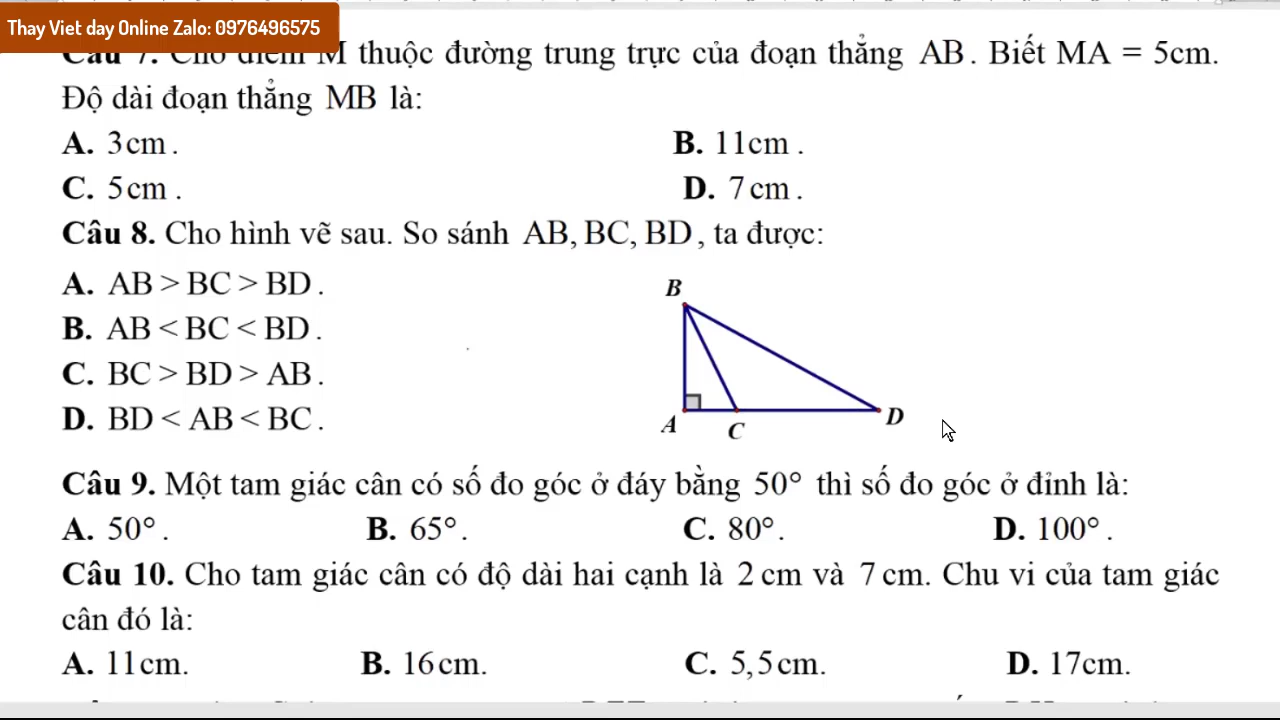 Thay Viet day Online Zalo: 0976496575
Câu 7. Cho điểm M thuộc đường trung trực của đoạn thẳng AB. Biết MA = 5cm.
Độ dài đoạn thẳng MB là:
A. 3cm. B. 11cm.
C. 5cm. D. 7cm.
Câu 8. Cho hình vẽ sau. So sánh AB, BC, BD, ta được:
A. AB > BC > BD.
B. AB < BC < BD.
C. BC > BD > AB.
D. BD < AB < BC.
B
A C D
Câu 9. Một tam giác cân có số đo góc ở đáy bằng 50° thì số đo góc ở đỉnh là:
A. 50°. B. 65°. C. 80°. D. 100°.
Câu 10. Cho tam giác cân có độ dài hai cạnh là 2cm và 7cm. Chu vi của tam giác
cân đó là:
A. 11cm. B. 16cm. C. 5,5cm. D. 17cm.